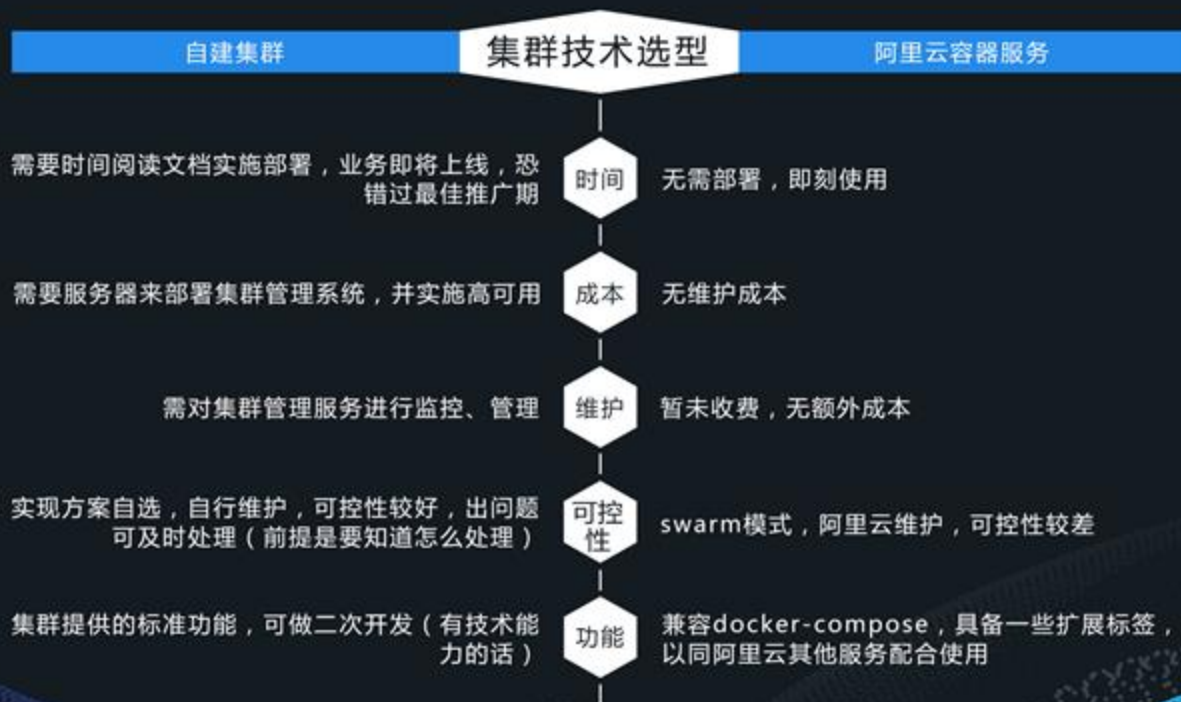 自建集群
集群技术选型
阿里云容器服务
需要时间阅读文档实施部署，业务即将上线，恐
错过最佳推广期
时间
无需部署，即刻使用
需要服务器来部署集群管理系统，并实施高可用
成本
无维护成本
需对集群管理服务进行监控、管理
维护
暂未收费，无额外成本
实现方案自选，自行维护，可控性较好，出问题
可及时处理（前提是要知道怎么处理）
可控
性
swarm模式，阿里云维护，可控性较差
集群提供的标准功能，可做二次开发（有技术能
力的话）
功能
兼容docker-compose，具备一些扩展标签，
以同阿里云其他服务配合使用